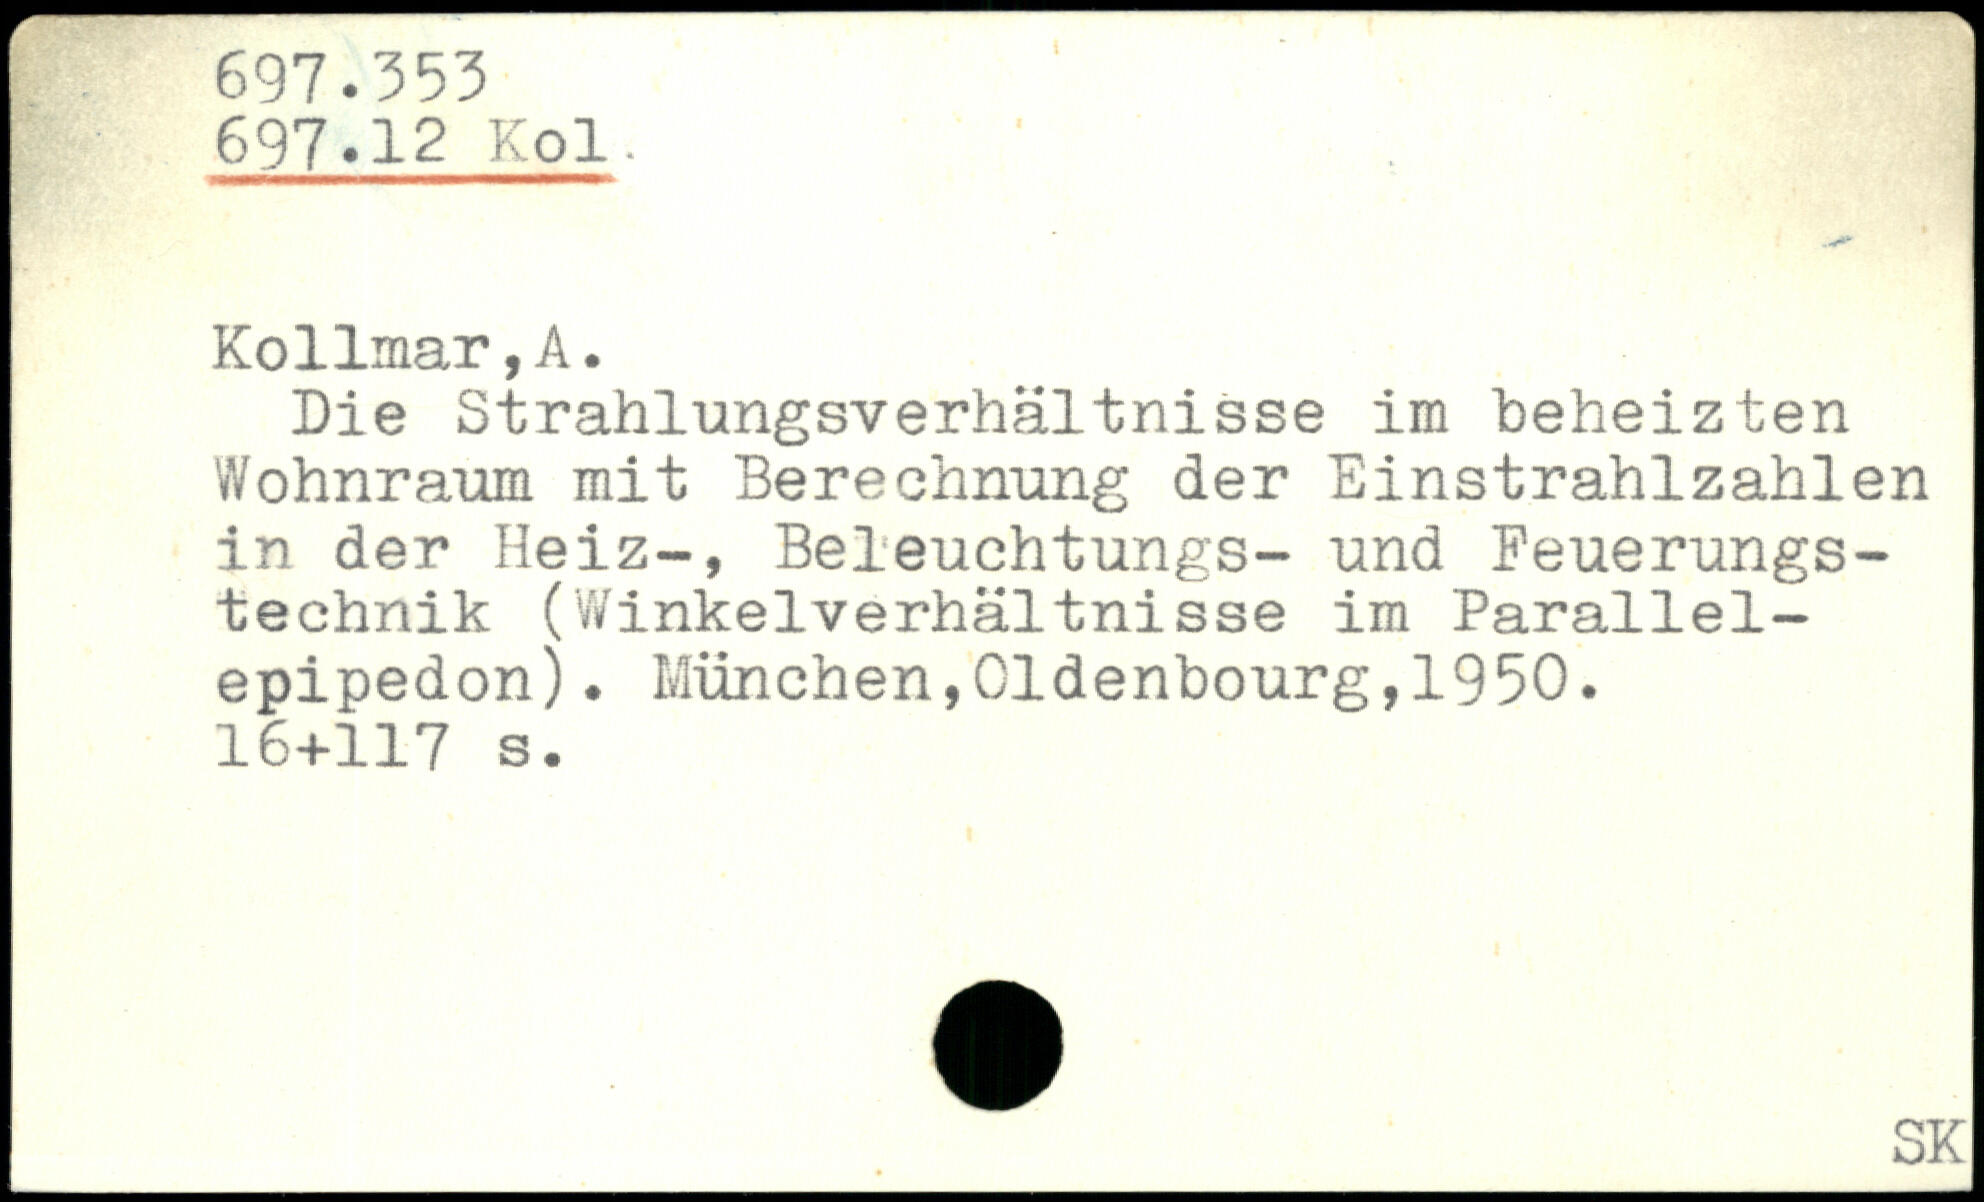 697.353
697.12 Kol.
Kollmar,A.
Die Strahlungsverhältnisse im beheizten
Wohnraum mit Berechnung der Einstrahlzahlen
in der Heiz-, Beleuchtungs- und Feuerungs-
technik (Winkelverhältnisse im Parallel-
epipedon). München,Oldenbourg,1950.
16+117 s.
SK